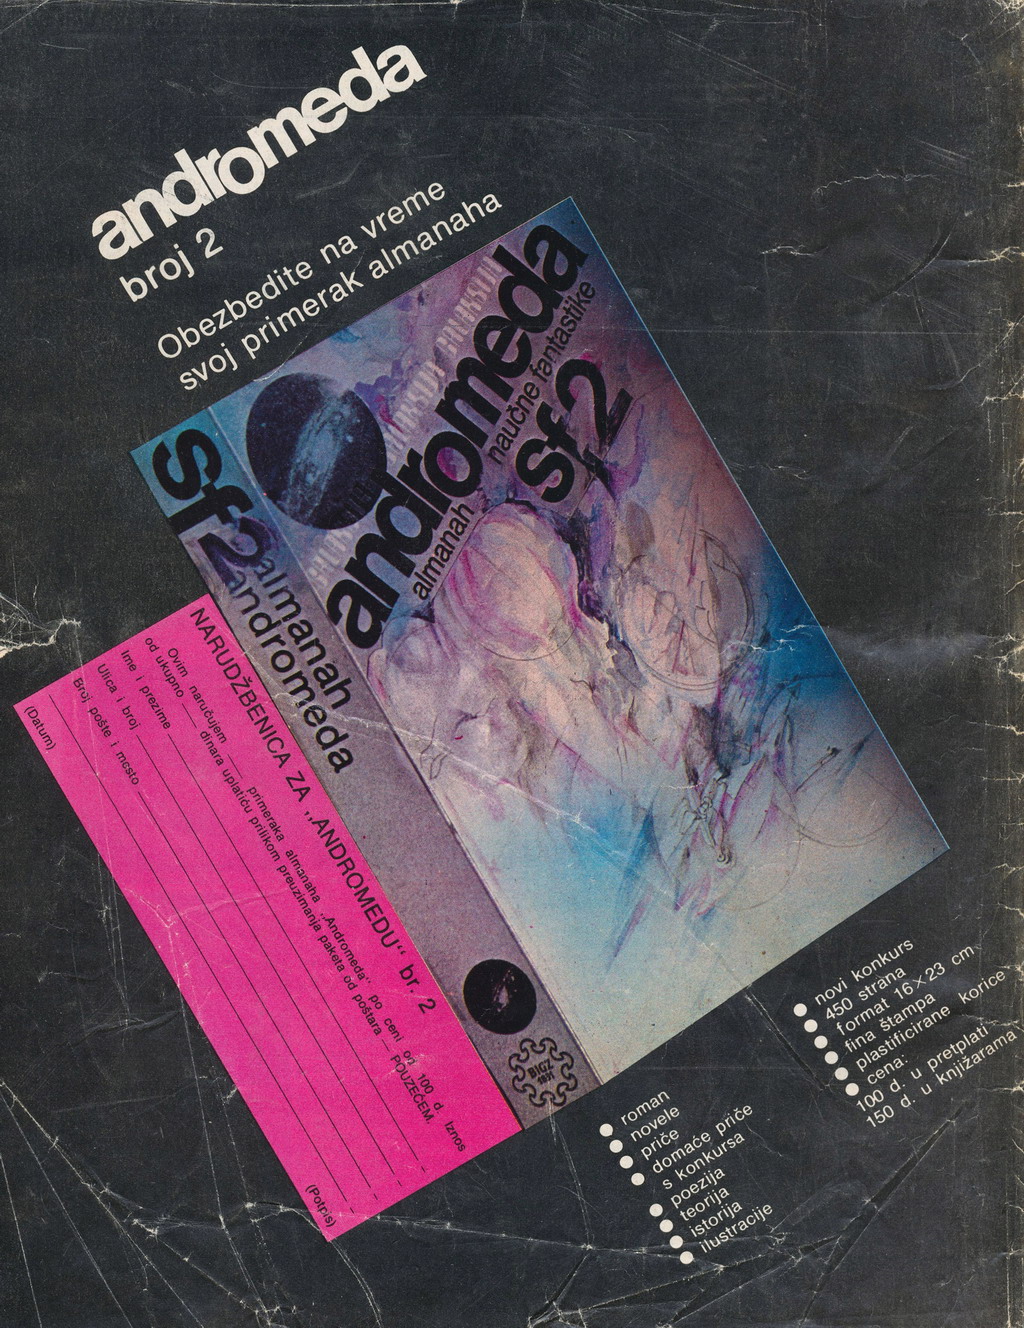 andromeda
broj 2
Obezbedite na vreme
svoj primerak almanaha
andromeda
almanah naučne fantastike
sf 2
sf 2
almanah
andromeda
BIGZ
1831
NARUDŽBENICA ZA „ANDROMEDU“ br. 2
Ovim naručujem primeraka almanaha „Andromeda“ po ceni od 100 d. Iznos
od ukupno dinara uplatiću prilikom preuzimanja paketa od poštara — POUZEĆEM.
Ime i prezime
Ulica i broj
Broj pošte i mesto
(Datum)
(Potpis)
● roman
● novele
● priče
● domaće priče
s konkursa
● poezija
● teorija
● istorija
● ilustracije
● novi konkurs
● 450 strana
● format 16×23 cm
● fina štampa
● plastificirane korice
● cena:
100 d. u pretplati
150 d. u knjižarama